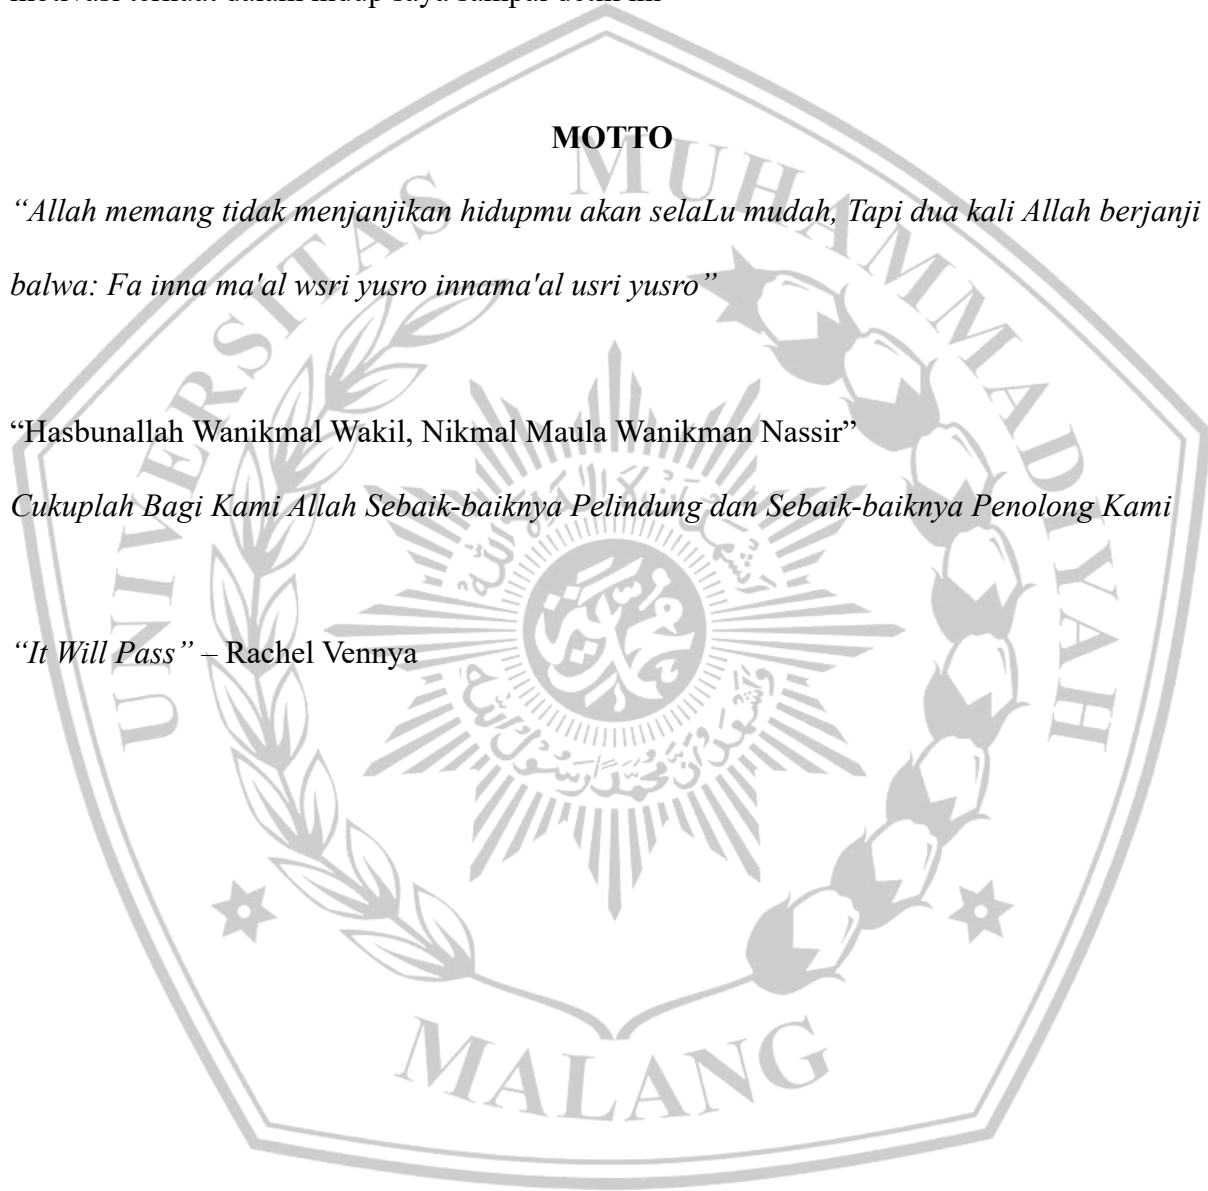 MOTTO
“Allah memang tidak menjanjikan hidupmu akan selaLu mudah, Tapi dua kali Allah berjanji
balwa: Fa inna ma'al wsri yusro innama'al usri yusro”
“Hasbunallah Wanikmal Wakil, Nikmal Maula Wanikman Nassir”
Cukuplah Bagi Kami Allah Sebaik-baiknya Pelindung dan Sebaik-baiknya Penolong Kami
“It Will Pass” – Rachel Vennya
UNIVERSITAS MUHAMMADIYAH
MALANG